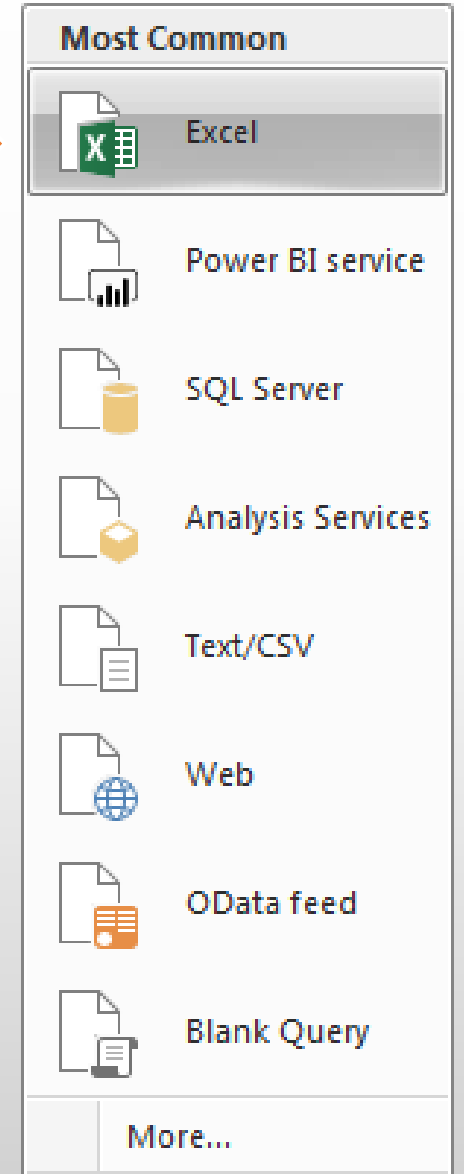 Most Common
Excel
Power BI service
SQL Server
Analysis Services
Text/CSV
Web
OData feed
Blank Query
More...